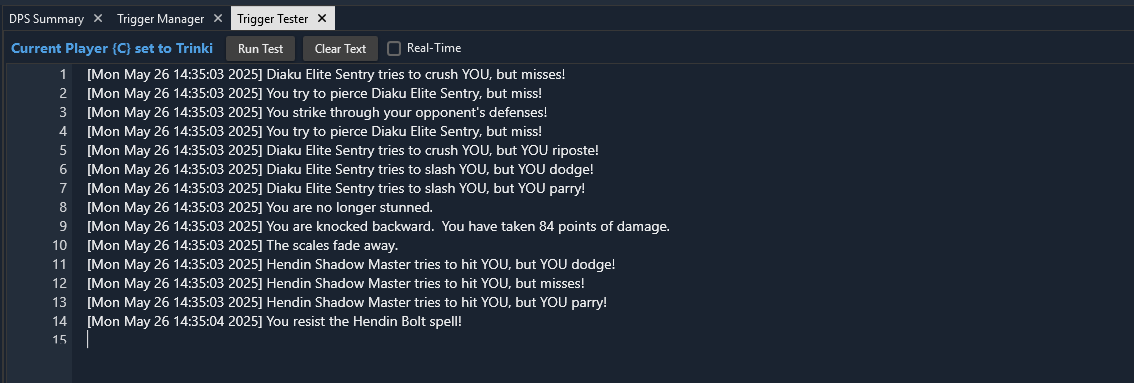 DPS Summary ✕ Trigger Manager ✕ Trigger Tester ✕
Current Player {C} set to Trinki Run Test Clear Text Real-Time
1 [Mon May 26 14:35:03 2025] Diaku Elite Sentry tries to crush YOU, but misses!
2 [Mon May 26 14:35:03 2025] You try to pierce Diaku Elite Sentry, but miss!
3 [Mon May 26 14:35:03 2025] You strike through your opponent's defenses!
4 [Mon May 26 14:35:03 2025] You try to pierce Diaku Elite Sentry, but miss!
5 [Mon May 26 14:35:03 2025] Diaku Elite Sentry tries to crush YOU, but YOU riposte!
6 [Mon May 26 14:35:03 2025] Diaku Elite Sentry tries to slash YOU, but YOU dodge!
7 [Mon May 26 14:35:03 2025] Diaku Elite Sentry tries to slash YOU, but YOU parry!
8 [Mon May 26 14:35:03 2025] You are no longer stunned.
9 [Mon May 26 14:35:03 2025] You are knocked backward.  You have taken 84 points of damage.
10 [Mon May 26 14:35:03 2025] The scales fade away.
11 [Mon May 26 14:35:03 2025] Hendin Shadow Master tries to hit YOU, but YOU dodge!
12 [Mon May 26 14:35:03 2025] Hendin Shadow Master tries to hit YOU, but misses!
13 [Mon May 26 14:35:03 2025] Hendin Shadow Master tries to hit YOU, but YOU parry!
14 [Mon May 26 14:35:04 2025] You resist the Hendin Bolt spell!
15